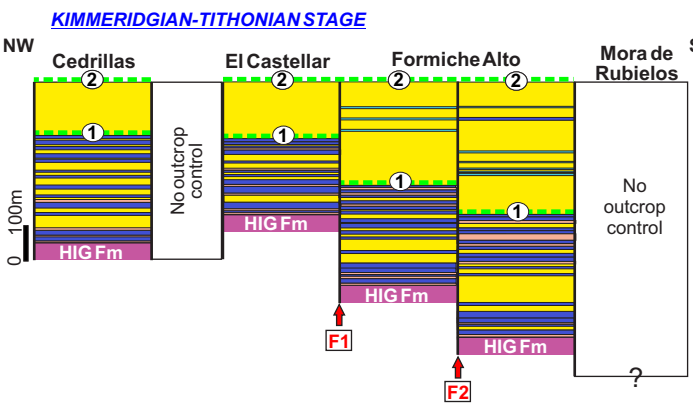 KIMMERIDGIAN-TITHONIAN STAGE
NW
S
Cedrillas
El Castellar
Formiche Alto
Mora de
Rubielos
2
2
2
2
1
1
1
1
No outcrop
control
No
outcrop
control
100m
0
HIG Fm
HIG Fm
HIG Fm
HIG Fm
F1
F2
?